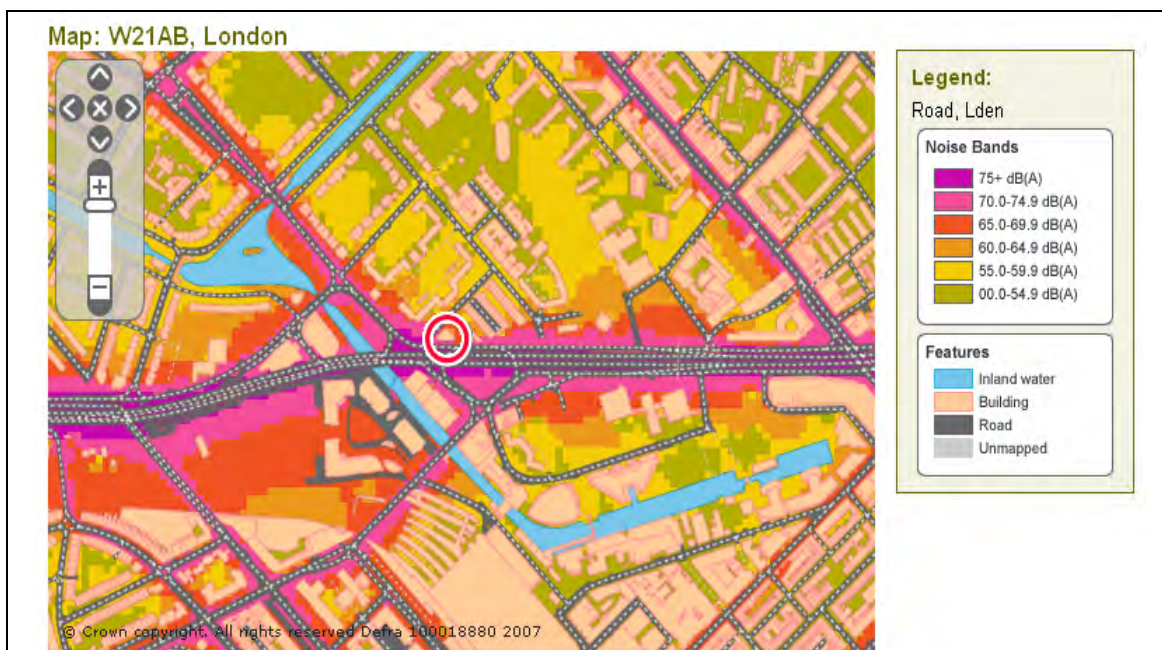 Map: W21AB, London
Legend:
Road, Lden
Noise Bands
75+ dB(A)
70.0-74.9 dB(A)
65.0-69.9 dB(A)
60.0-64.9 dB(A)
55.0-59.9 dB(A)
00.0-54.9 dB(A)
Features
Inland water
Building
Road
Unmapped
© Crown copyright. All rights reserved Defra 100018880 2007